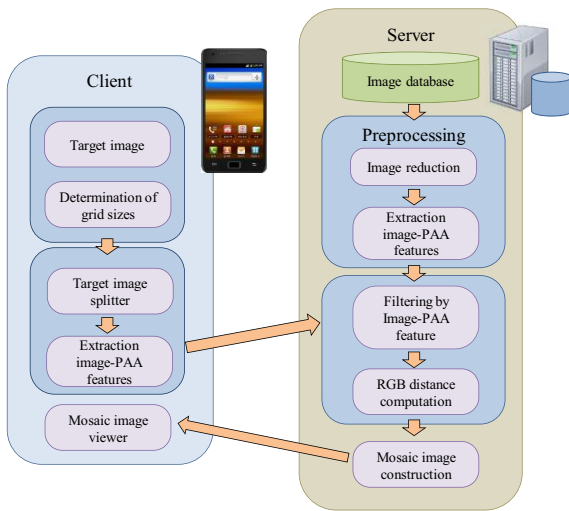 Client
Target image
Determination of
grid sizes
Target image
splitter
Extraction
image-PAA
features
Mosaic image
viewer
Server
Image database
Preprocessing
Image reduction
Extraction
image-PAA
features
Filtering by
Image-PAA
feature
RGB distance
computation
Mosaic image
construction